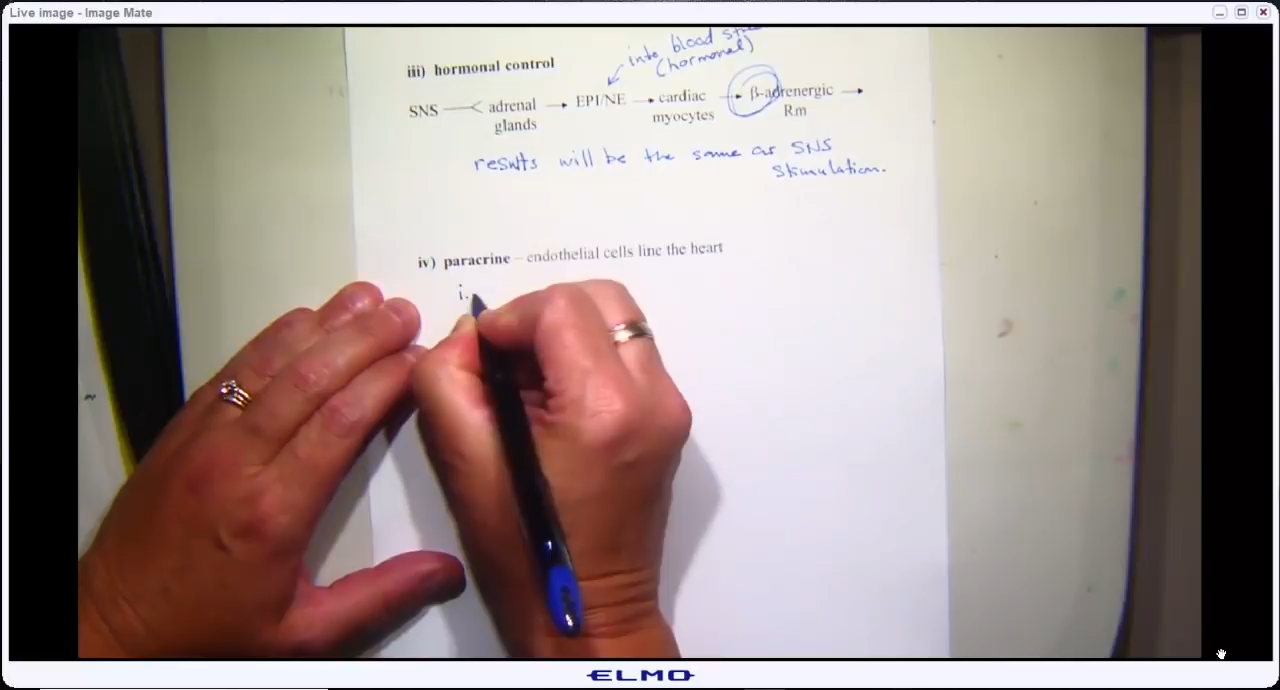 Live image - Image Mate
into blood
(hormonal)
iii) hormonal control
SNS —< adrenal glands → EPI/NE → cardiac myocytes → β-adrenergic Rm →
results will be the same as SNS
stimulation.
iv) paracrine – endothelial cells line the heart
i.
ELMO